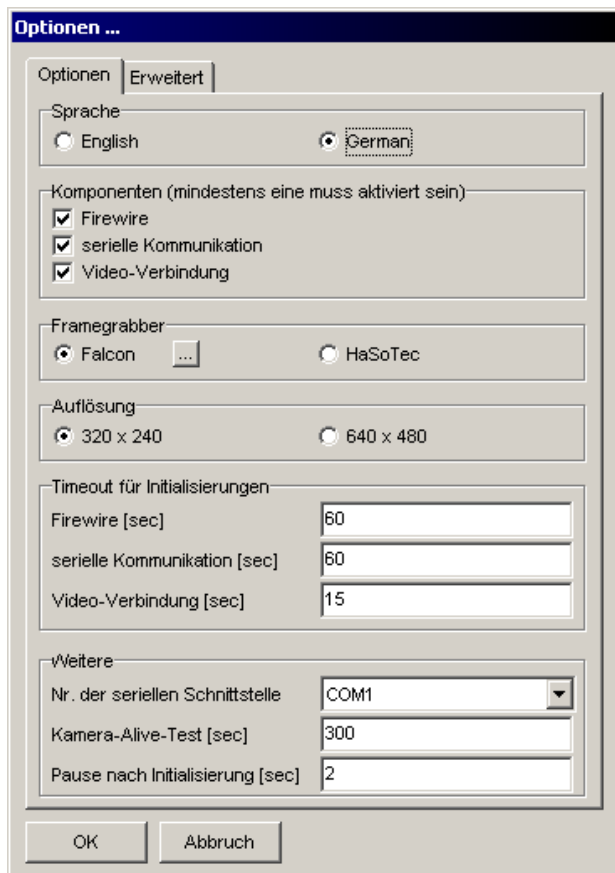 Optionen ...
Optionen Erweitert
Sprache
English German
Komponenten (mindestens eine muss aktiviert sein)
Firewire
serielle Kommunikation
Video-Verbindung
Framegrabber
Falcon ... HaSoTec
Auflösung
320 x 240 640 x 480
Timeout für Initialisierungen
Firewire [sec] 60
serielle Kommunikation [sec] 60
Video-Verbindung [sec] 15
Weitere
Nr. der seriellen Schnittstelle COM1
Kamera-Alive-Test [sec] 300
Pause nach Initialisierung [sec] 2
OK Abbruch